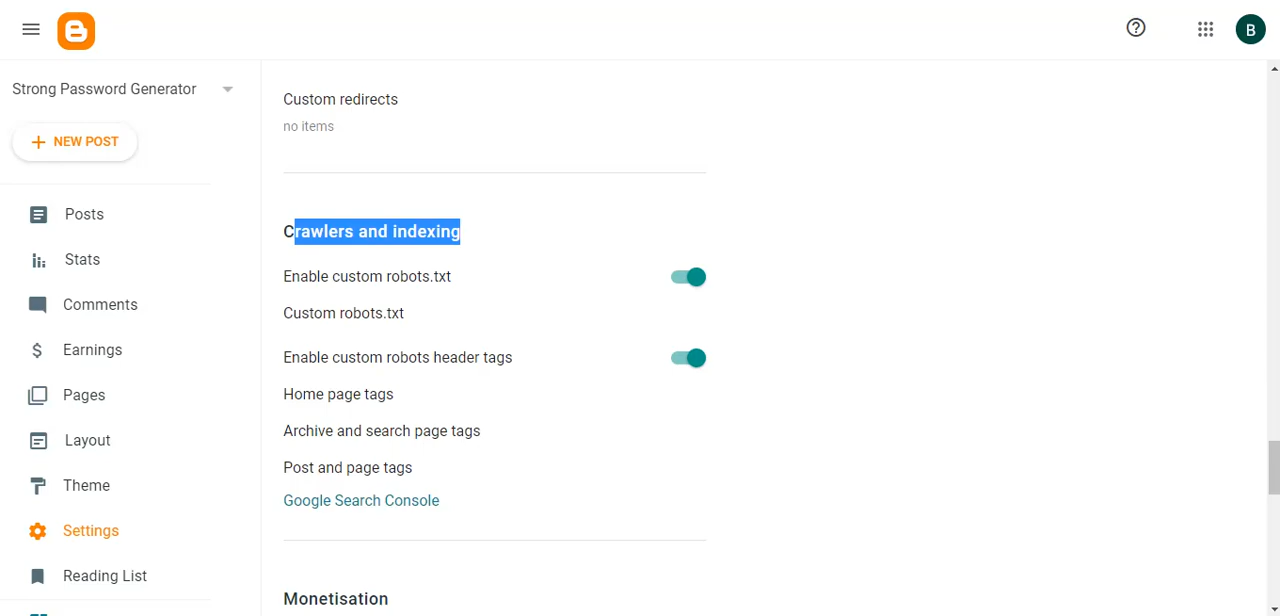 B
Strong Password Generator
NEW POST
Posts
Stats
Comments
Earnings
Pages
Layout
Theme
Settings
Reading List
Custom redirects
no items
Crawlers and indexing
Enable custom robots.txt
Custom robots.txt
Enable custom robots header tags
Home page tags
Archive and search page tags
Post and page tags
Google Search Console
Monetisation